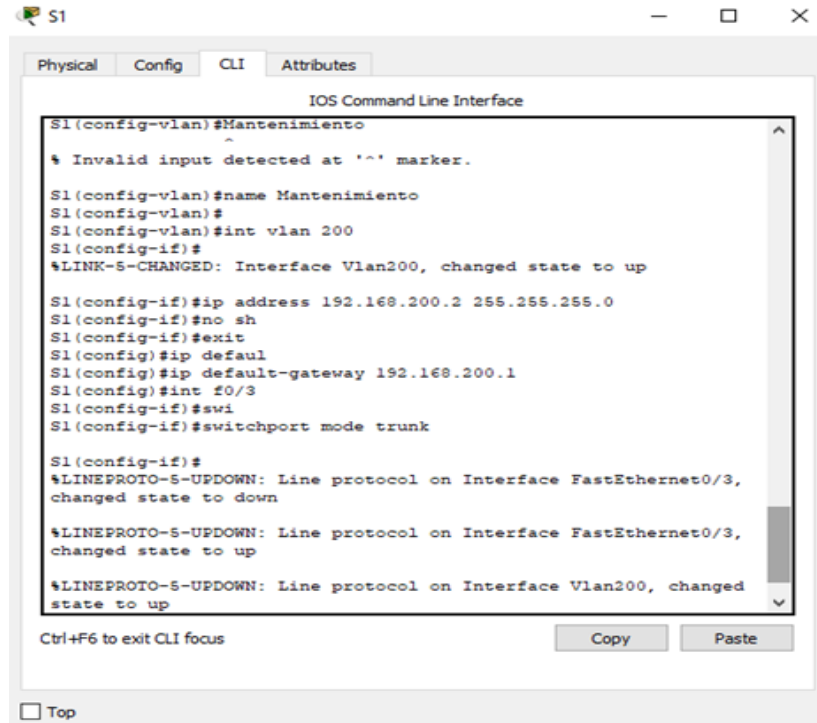 S1
Physical Config CLI Attributes
IOS Command Line Interface
S1(config-vlan)#Mantenimiento
^
% Invalid input detected at '^' marker.
S1(config-vlan)#name Mantenimiento
S1(config-vlan)#
S1(config-vlan)#int vlan 200
S1(config-if)#
%LINK-5-CHANGED: Interface Vlan200, changed state to up
S1(config-if)#ip address 192.168.200.2 255.255.255.0
S1(config-if)#no sh
S1(config-if)#exit
S1(config)#ip defaul
S1(config)#ip default-gateway 192.168.200.1
S1(config)#int f0/3
S1(config-if)#swi
S1(config-if)#switchport mode trunk
S1(config-if)#
%LINEPROTO-5-UPDOWN: Line protocol on Interface FastEthernet0/3,
changed state to down
%LINEPROTO-5-UPDOWN: Line protocol on Interface FastEthernet0/3,
changed state to up
%LINEPROTO-5-UPDOWN: Line protocol on Interface Vlan200, changed
state to up
Ctrl+F6 to exit CLI focus
Copy Paste
Top